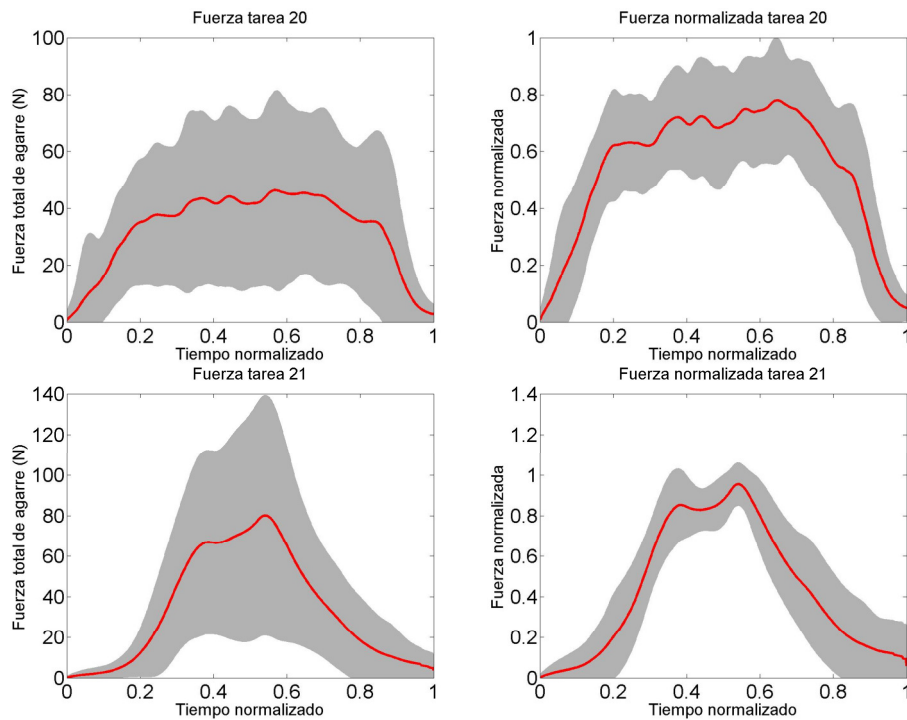 Fuerza tarea 20
Fuerza total de agarre (N)
100
80
60
40
20
0
0 0.2 0.4 0.6 0.8 1
Tiempo normalizado
Fuerza normalizada tarea 20
Fuerza normalizada
1
0.8
0.6
0.4
0.2
0
0 0.2 0.4 0.6 0.8 1
Tiempo normalizado
Fuerza tarea 21
Fuerza total de agarre (N)
140
120
100
80
60
40
20
0
0 0.2 0.4 0.6 0.8 1
Tiempo normalizado
Fuerza normalizada tarea 21
Fuerza normalizada
1.4
1.2
1
0.8
0.6
0.4
0.2
0
0 0.2 0.4 0.6 0.8 1
Tiempo normalizado